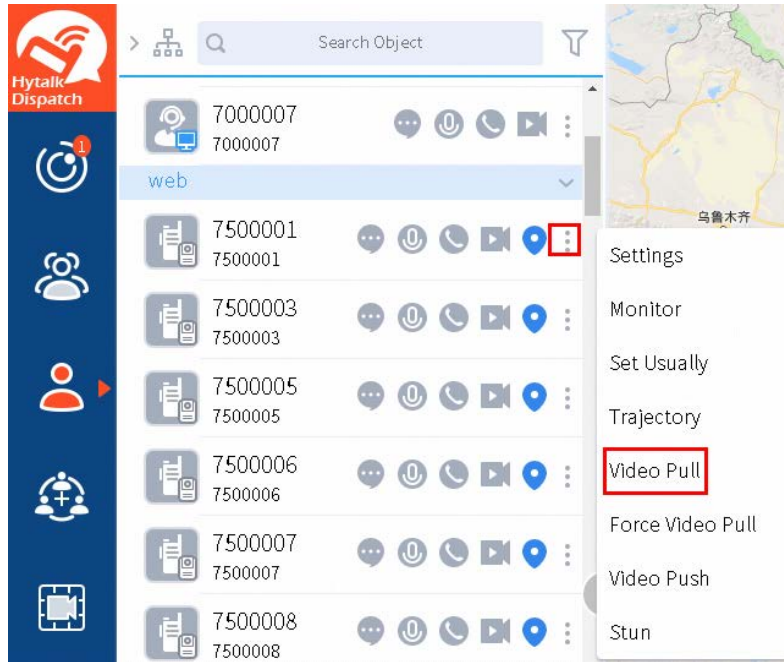 Hytalk
Dispatch
Search Object
1
7000007
7000007
web
7500001
7500001
7500003
7500003
7500005
7500005
7500006
7500006
7500007
7500007
7500008
7500008
乌鲁木齐
Settings
Monitor
Set Usually
Trajectory
Video Pull
Force Video Pull
Video Push
Stun